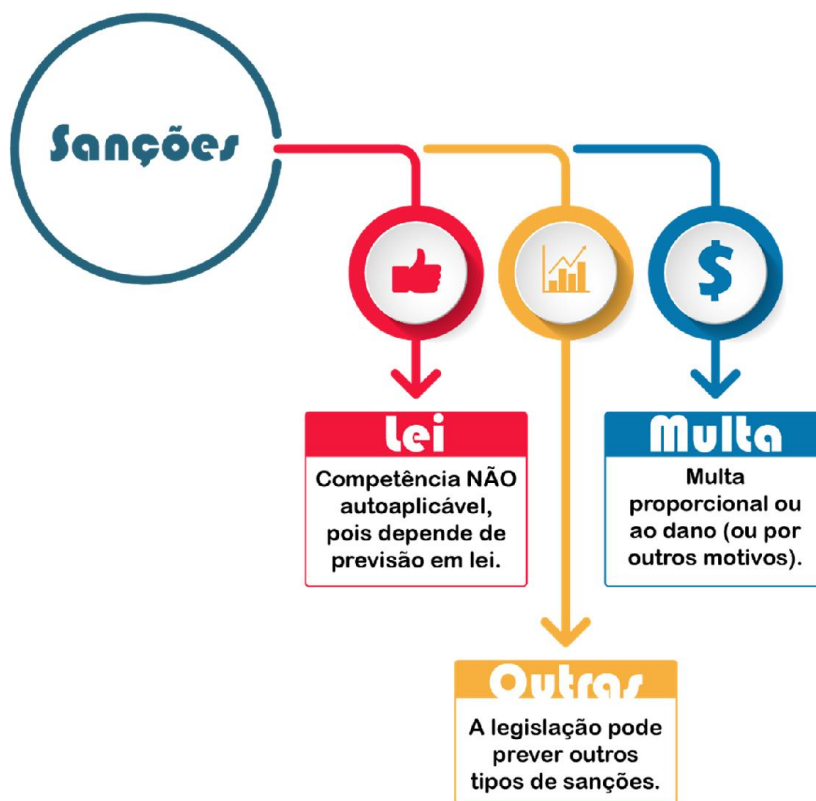 Sanções
$
Lei
Competência NÃO
autoaplicável,
pois depende de
previsão em lei.
Multa
Multa
proporcional ou
ao dano (ou por
outros motivos).
Outras
A legislação pode
prever outros
tipos de sanções.